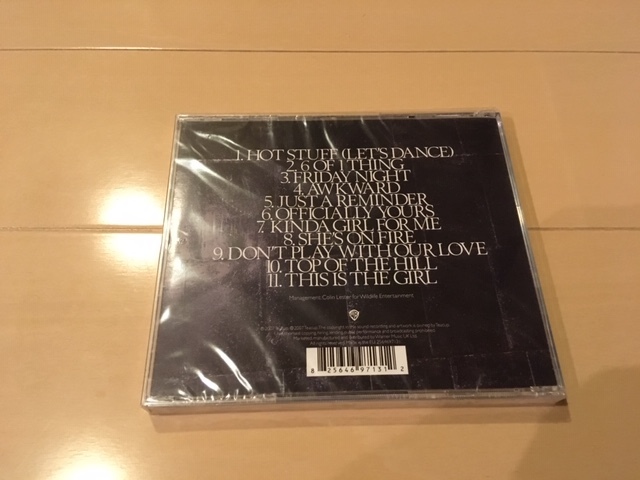 1. HOT STUFF (LET'S DANCE)
2. 6 OF 1 THING
3. FRIDAY NIGHT
4. AWKWARD
5. JUST A REMINDER
6. OFFICIALLY YOURS
7. KINDA GIRL FOR ME
8. SHE'S ON FIRE
9. DON'T PLAY WITH OUR LOVE
10. TOP OF THE HILL
11. THIS IS THE GIRL
Management: Colin Lester for Wildlife Entertainment
8 25646 97131 2